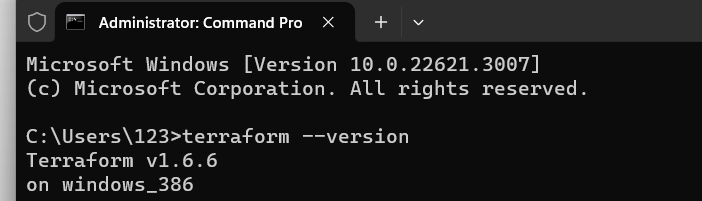 Administrator: Command Pro
Microsoft Windows [Version 10.0.22621.3007]
(c) Microsoft Corporation. All rights reserved.
C:\Users\123>terraform --version
Terraform v1.6.6
on windows_386